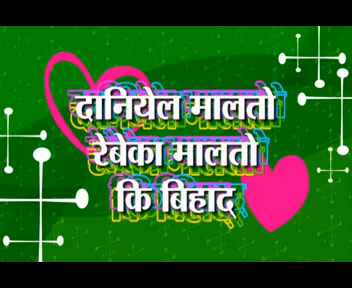 दानियेल मालतो
रेबेका मालतो
कि बिहाद्